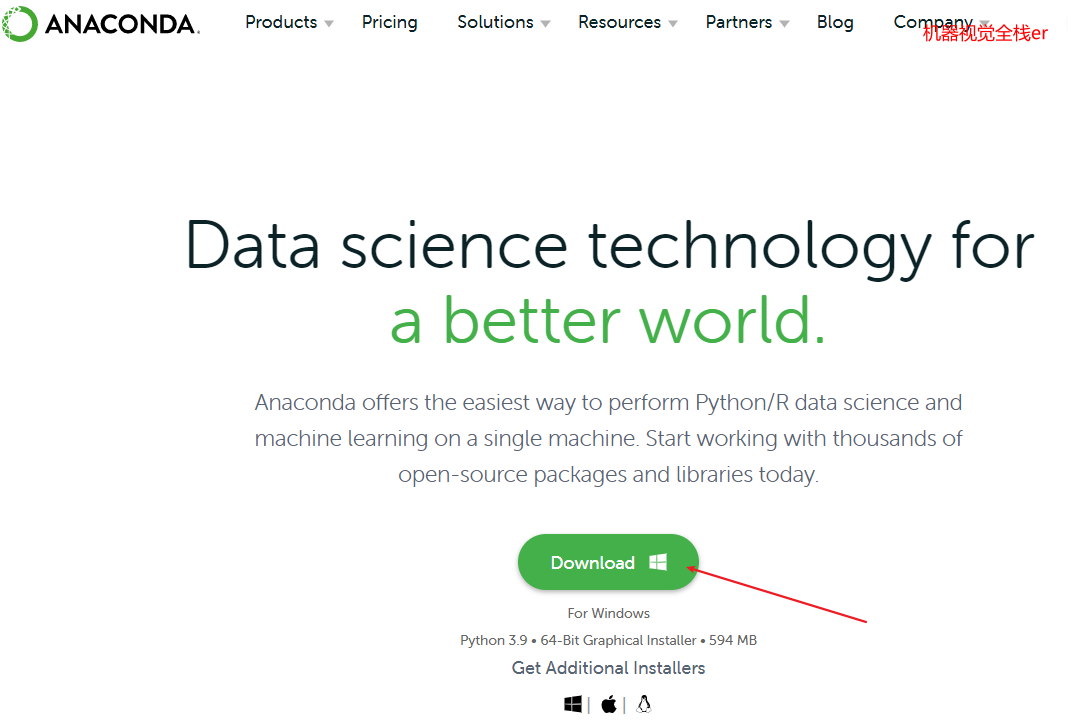 ANACONDA.
Products Pricing Solutions Resources Partners Blog Company
机器视觉全栈er
Data science technology for
a better world.
Anaconda offers the easiest way to perform Python/R data science and
machine learning on a single machine. Start working with thousands of
open-source packages and libraries today.
Download
For Windows
Python 3.9 • 64-Bit Graphical Installer • 594 MB
Get Additional Installers
| |